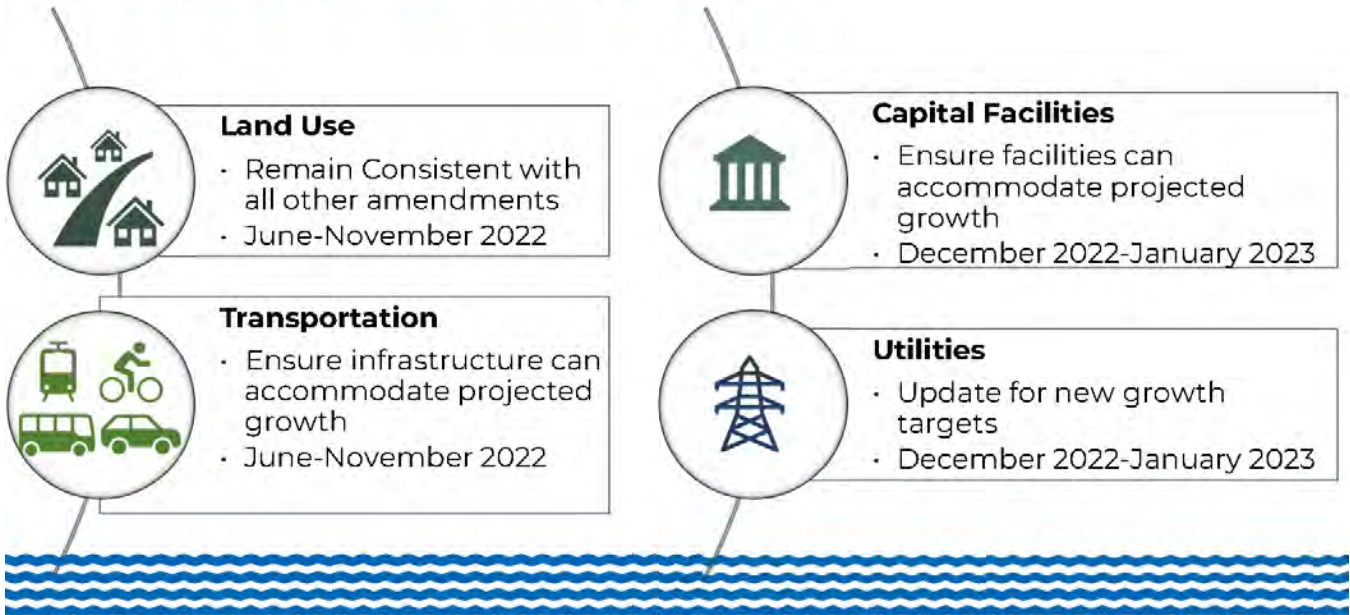 Land Use
· Remain Consistent with
all other amendments
· June-November 2022
Transportation
· Ensure infrastructure can
accommodate projected
growth
· June-November 2022
Capital Facilities
· Ensure facilities can
accommodate projected
growth
· December 2022-January 2023
Utilities
· Update for new growth
targets
· December 2022-January 2023